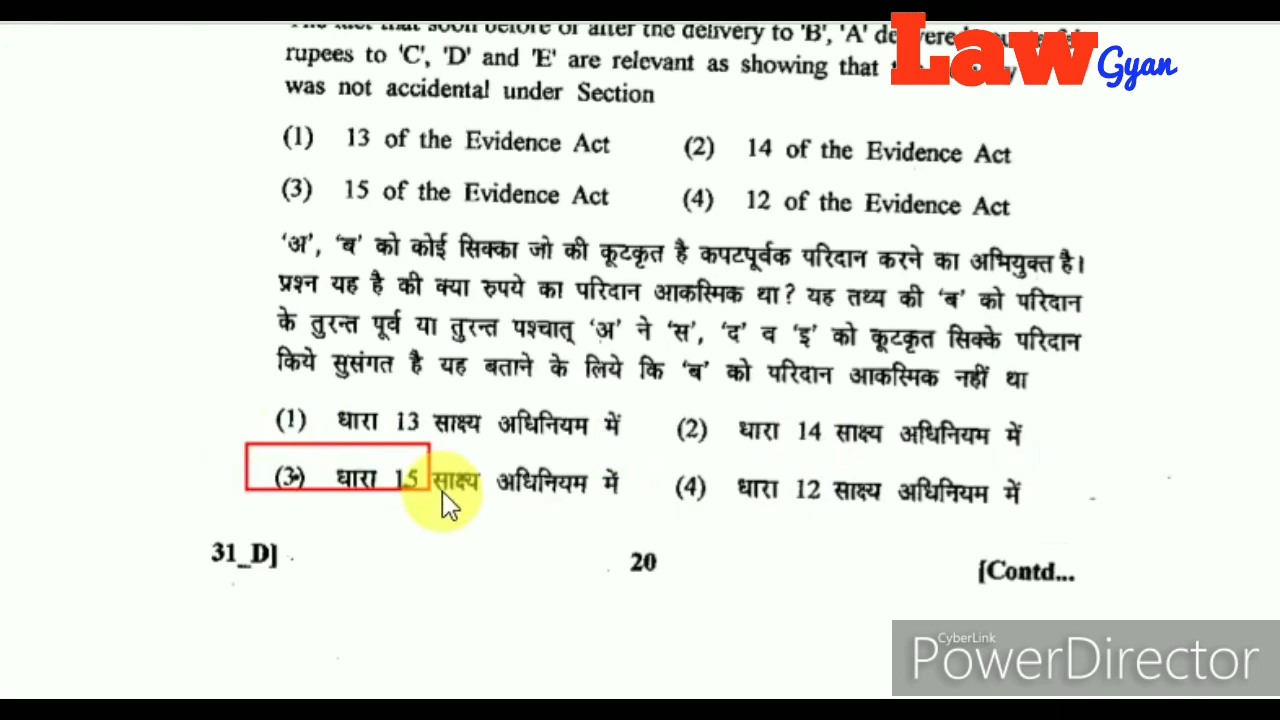 Law Gyan
rupees to 'C', 'D' and 'E' are relevant as showing that
was not accidental under Section
(1) 13 of the Evidence Act (2) 14 of the Evidence Act
(3) 15 of the Evidence Act (4) 12 of the Evidence Act
'अ', 'ब' को कोई सिक्का जो की कूटकृत है कपटपूर्वक परिदान करने का अभियुक्त है।
प्रश्न यह है की क्या रुपये का परिदान आकस्मिक था? यह तथ्य की 'ब' को परिदान
के तुरन्त पूर्व या तुरन्त पश्चात् 'अ' ने 'स', 'द' व 'इ' को कूटकृत सिक्के परिदान
किये सुसंगत है यह बताने के लिये कि 'ब' को परिदान आकस्मिक नहीं था
(1) धारा 13 साक्ष्य अधिनियम में (2) धारा 14 साक्ष्य अधिनियम में
(3) धारा 15 साक्ष्य अधिनियम में (4) धारा 12 साक्ष्य अधिनियम में
31_D] 20 [Contd...
CyberLink
PowerDirector